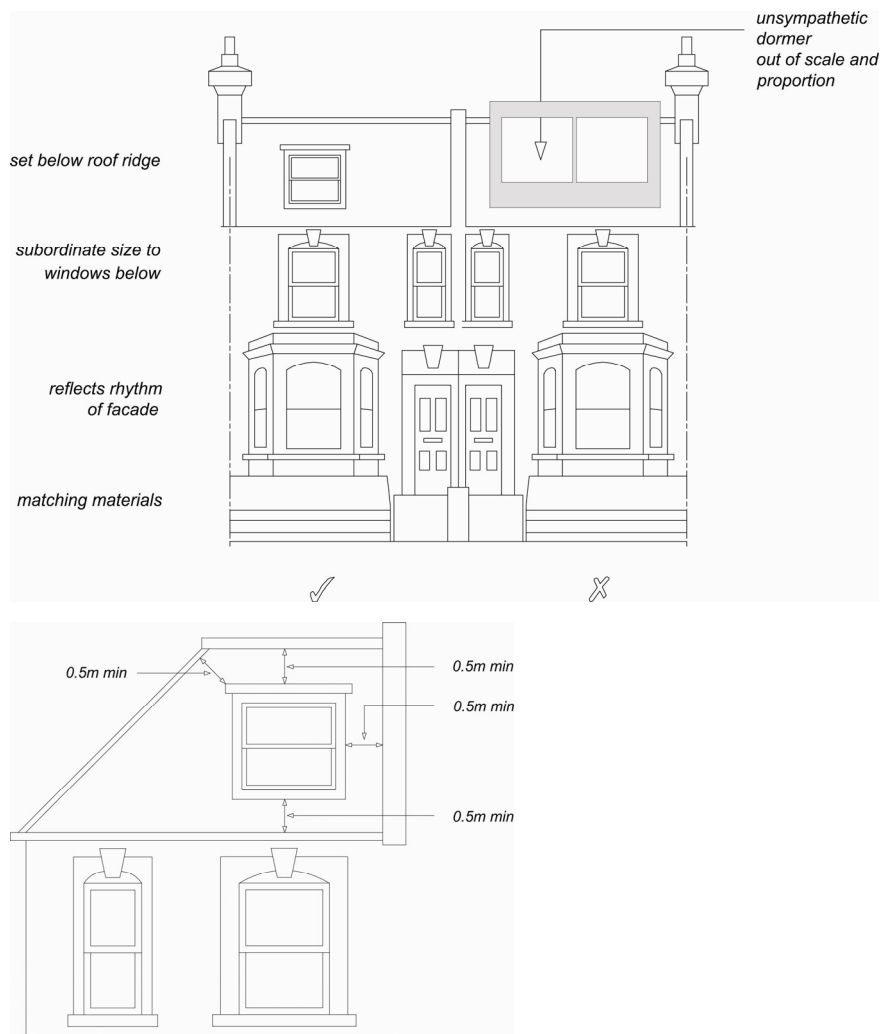 unsympathetic
dormer
out of scale and
proportion
set below roof ridge
subordinate size to
windows below
reflects rhythm
of facade
matching materials
✓ ✗
0.5m min
0.5m min
0.5m min
0.5m min